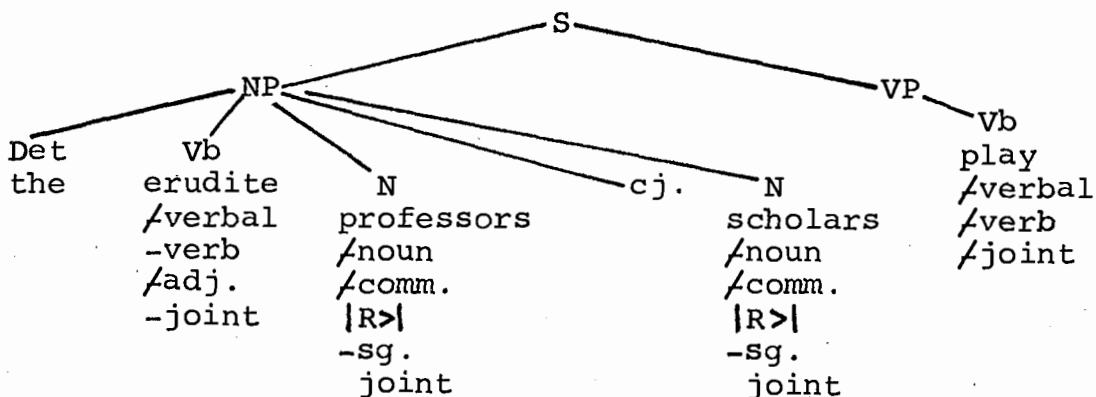 S
NP VP
Det Vb Vb
the erudite N cj. N play
⌿verbal professors scholars ⌿verbal
-verb ⌿noun ⌿noun ⌿verb
⌿adj. ⌿comm. ⌿comm. ⌿joint
-joint |R>| |R>|
-sg. -sg.
joint joint